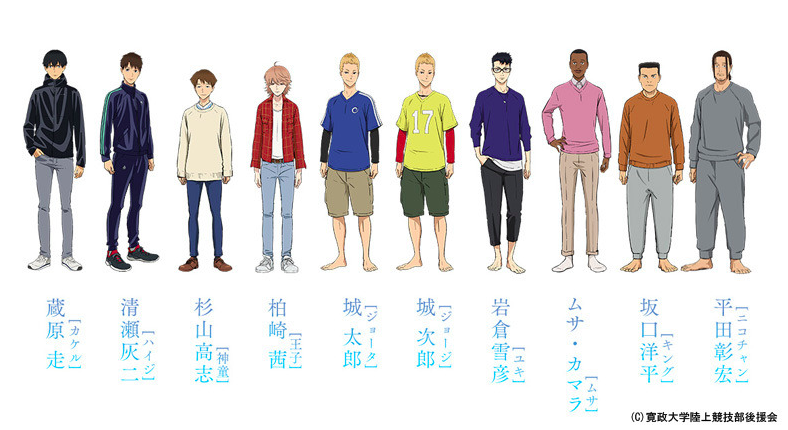 蔵原 走
[カケル]
清瀬灰二
[ハイジ]
杉山高志
[神童]
柏崎 茜
[王子]
城 太郎
[ジョータ]
城 次郎
[ジョージ]
岩倉雪彦
[ユキ]
ムサ・カマラ
[ムサ]
坂口洋平
[キング]
平田彰宏
[ニコチャン]
17
(C)寛政大学陸上競技部後援会